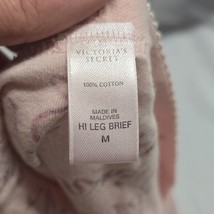 VICTORIA'S
SECRET
100% COTTON
MADE IN
MALDIVES
HI LEG BRIEF
M